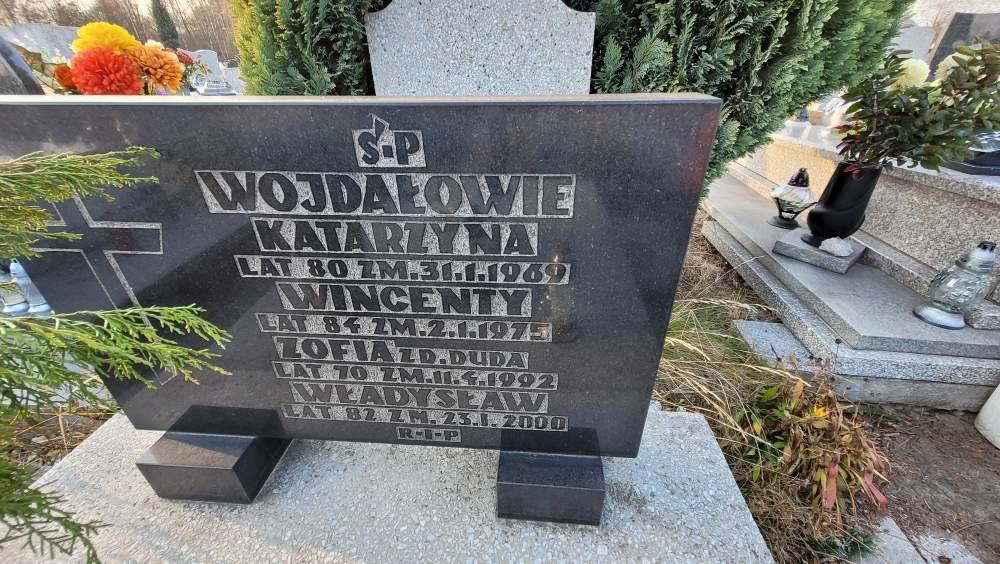 Ś.P
WOJDAŁOWIE
KATARZYNA
LAT 80 ZM.31.1.1969
WINCENTY
LAT 84 ZM.2.1.1975
ZOFIA ZD.DUDA
LAT 70 ZM.11.4.1992
WŁADYSŁAW
LAT 82 ZM.23.1.2000
R-I-P